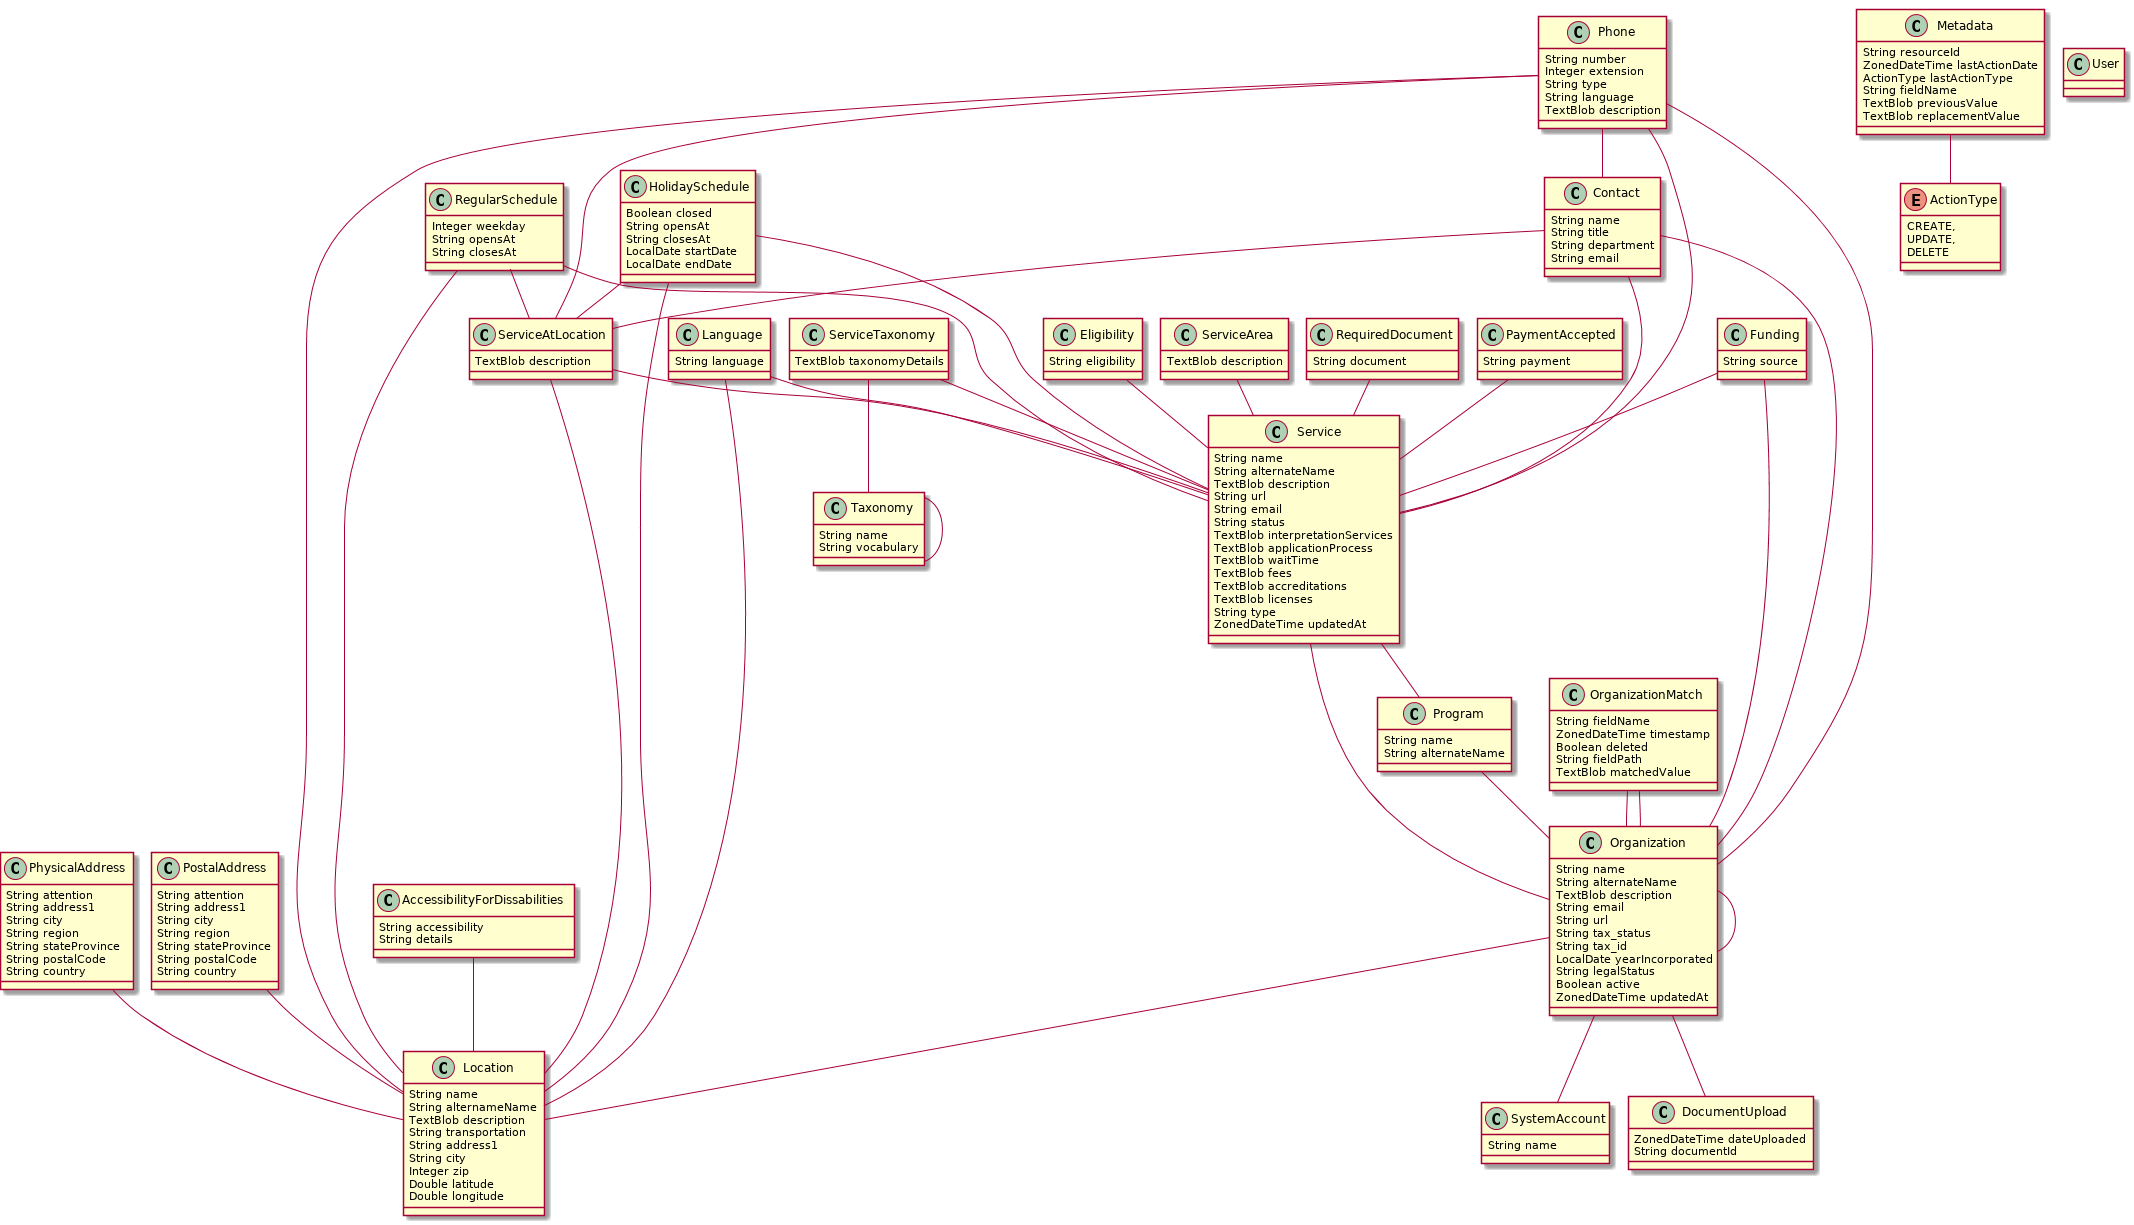 C Phone
String number
Integer extension
String type
String language
TextBlob description
C Metadata
String resourceId
ZonedDateTime lastActionDate
ActionType lastActionType
String fieldName
TextBlob previousValue
TextBlob replacementValue
C User
C RegularSchedule
Integer weekday
String opensAt
String closesAt
C HolidaySchedule
Boolean closed
String opensAt
String closesAt
LocalDate startDate
LocalDate endDate
C Contact
String name
String title
String department
String email
E ActionType
CREATE,
UPDATE,
DELETE
C ServiceAtLocation
TextBlob description
C Language
String language
C ServiceTaxonomy
TextBlob taxonomyDetails
C Eligibility
String eligibility
C ServiceArea
TextBlob description
C RequiredDocument
String document
C PaymentAccepted
String payment
C Funding
String source
C Service
String name
String alternateName
TextBlob description
String url
String email
String status
TextBlob interpretationServices
TextBlob applicationProcess
TextBlob waitTime
TextBlob fees
TextBlob accreditations
TextBlob licenses
String type
ZonedDateTime updatedAt
C Taxonomy
String name
String vocabulary
C Program
String name
String alternateName
C OrganizationMatch
String fieldName
ZonedDateTime timestamp
Boolean deleted
String fieldPath
TextBlob matchedValue
C PhysicalAddress
String attention
String address1
String city
String region
String stateProvince
String postalCode
String country
C PostalAddress
String attention
String address1
String city
String region
String stateProvince
String postalCode
String country
C AccessibilityForDissabilities
String accessibility
String details
C Organization
String name
String alternateName
TextBlob description
String email
String url
String tax_status
String tax_id
LocalDate yearIncorporated
String legalStatus
Boolean active
ZonedDateTime updatedAt
C Location
String name
String alternameName
TextBlob description
String transportation
String address1
String city
Integer zip
Double latitude
Double longitude
C SystemAccount
String name
C DocumentUpload
ZonedDateTime dateUploaded
String documentId